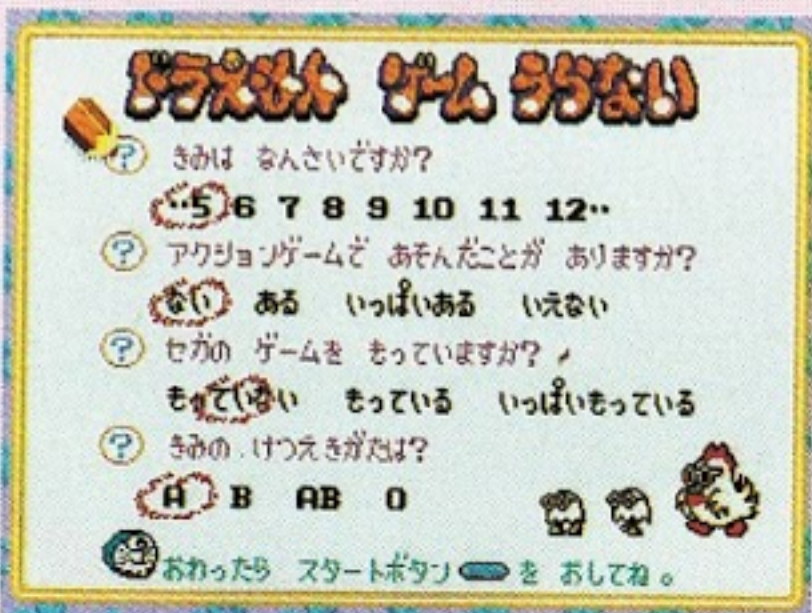 ドラえもん ゲーム うらない
? きみは なんさいですか?
‥5 6 7 8 9 10 11 12‥
? アクションゲームで あそんだことが ありますか?
ない ある いっぱいある いえない
? セガの ゲームを もっていますか?
もっていない もっている いっぱいもっている
? きみの けつえきがたは?
A B AB O
おわったら スタートボタン を おしてね。